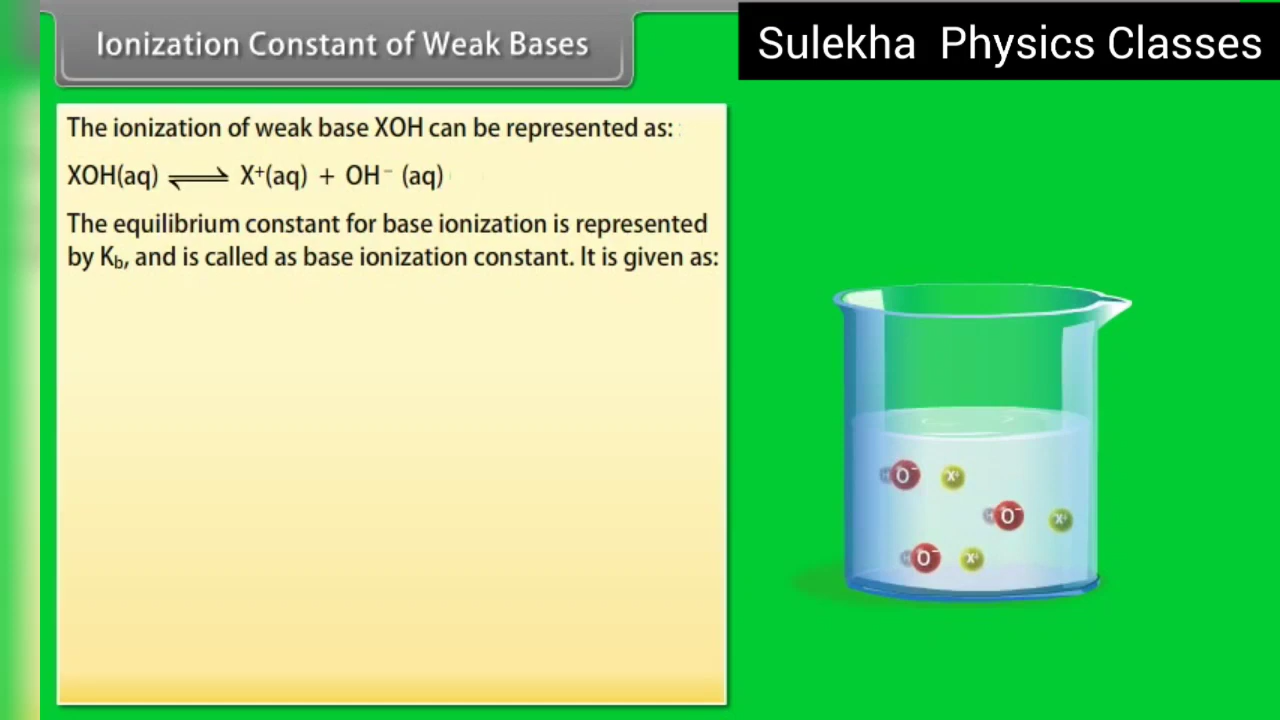 Ionization Constant of Weak Bases
Sulekha Physics Classes
The ionization of weak base XOH can be represented as:
XOH(aq) ⇌ X⁺(aq) + OH⁻ (aq)
The equilibrium constant for base ionization is represented
by K_b, and is called as base ionization constant. It is given as:
H O⁻ X⁺
H O⁻ X⁺
H O⁻ X⁺